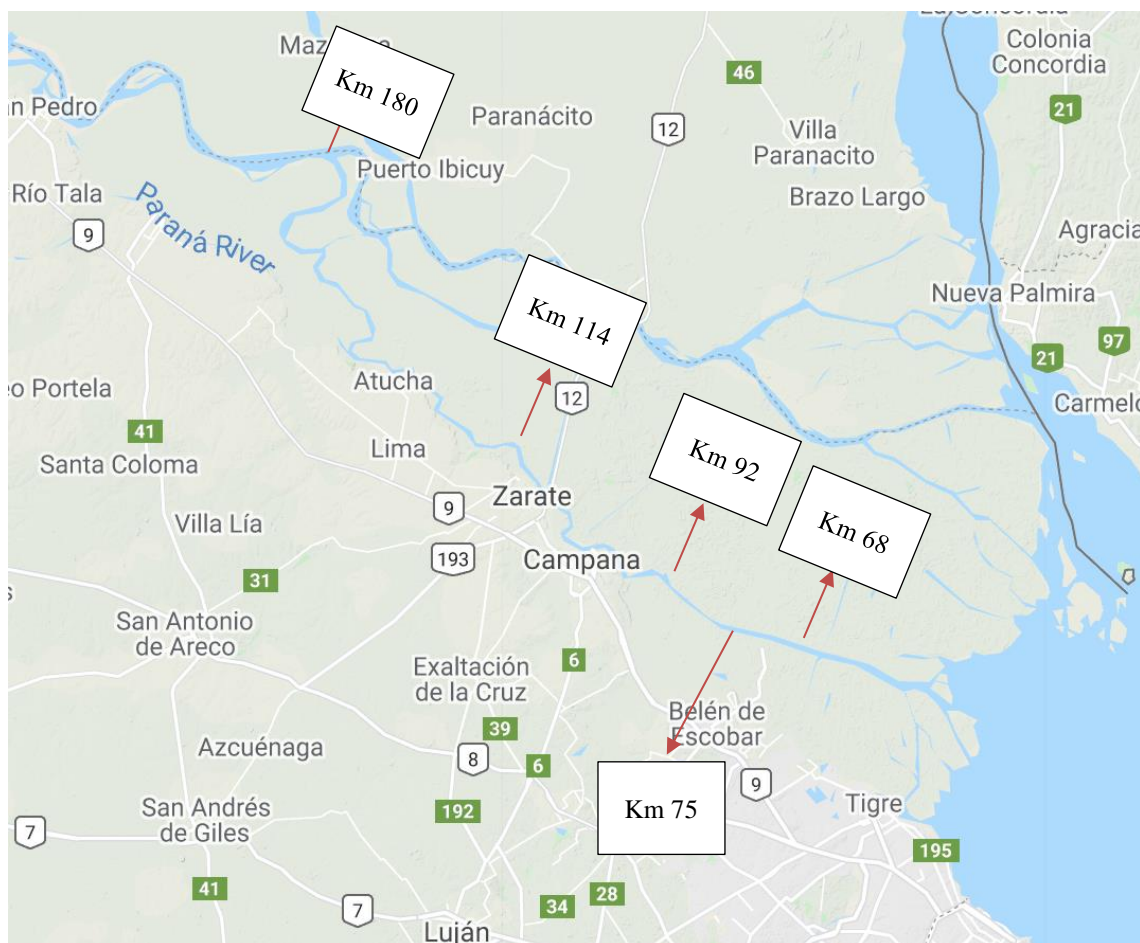 Colonia
Concordia
46
21
Km 180
Paranácito
12
Villa
Paranacito
n Pedro
Puerto Ibicuy
Río Tala
Brazo Largo
9
Paraná River
Agracia
Nueva Palmira
Km 114
97
21
Atucha
eo Portela
12
Carmelo
41
Lima
Km 92
Santa Coloma
Zarate
9
Km 68
Villa Lía
193
Campana
31
San Antonio
de Areco
6
Exaltación
de la Cruz
Belén de
Escobar
39
Azcuénaga
8
6
9
Km 75
San Andrés
de Giles
192
Tigre
7
195
41
34
28
7
Luján